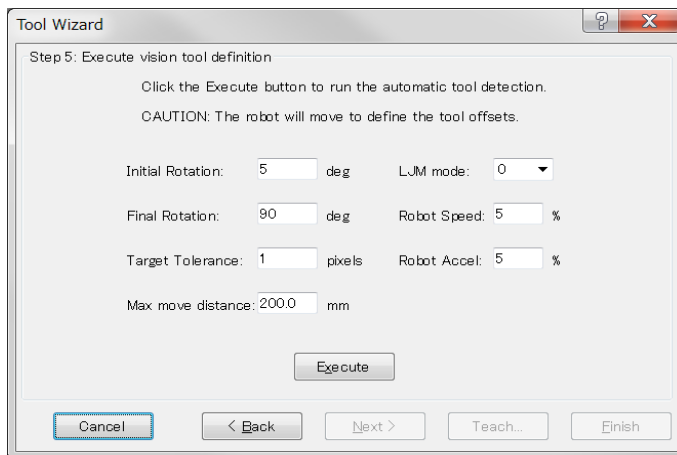 Tool Wizard
Step 5: Execute vision tool definition
Click the Execute button to run the automatic tool detection.
CAUTION: The robot will move to define the tool offsets.
Initial Rotation: 5 deg LJM mode: 0
Final Rotation: 90 deg Robot Speed: 5 %
Target Tolerance: 1 pixels Robot Accel: 5 %
Max move distance: 200.0 mm
Execute
Cancel < Back Next > Teach... Finish